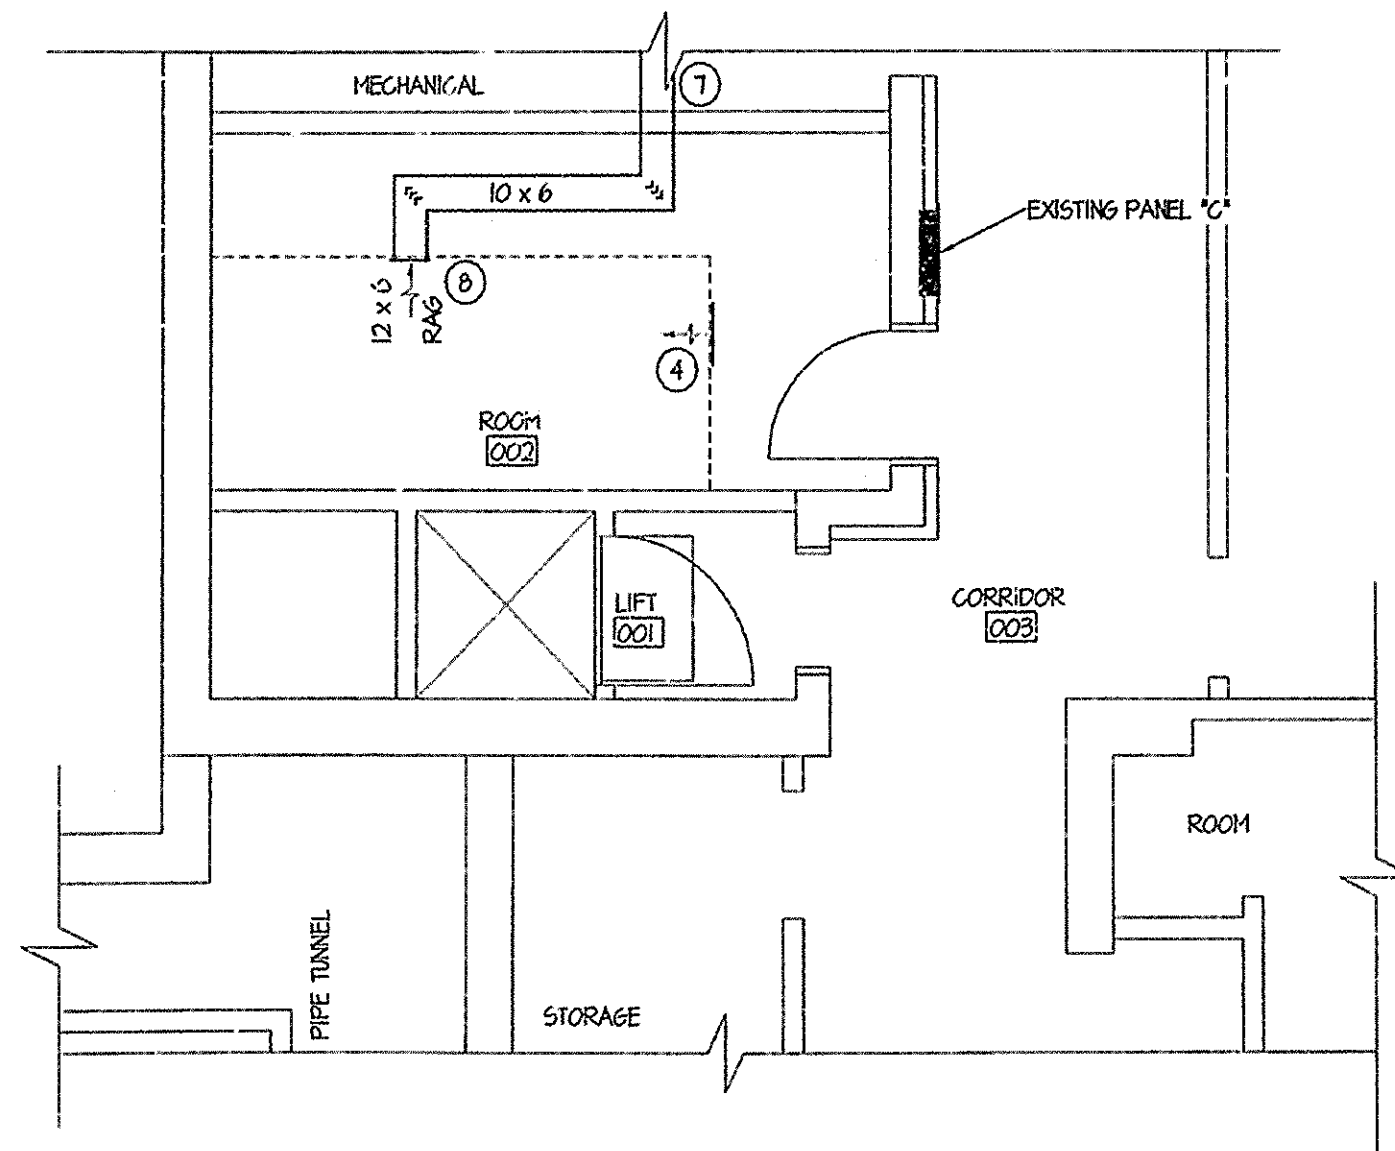 MECHANICAL
7
10 x 6
EXISTING PANEL "C"
8
12 x 6
RAG
4
ROOM
002
LIFT
001
CORRIDOR
003
ROOM
PIPE TUNNEL
STORAGE